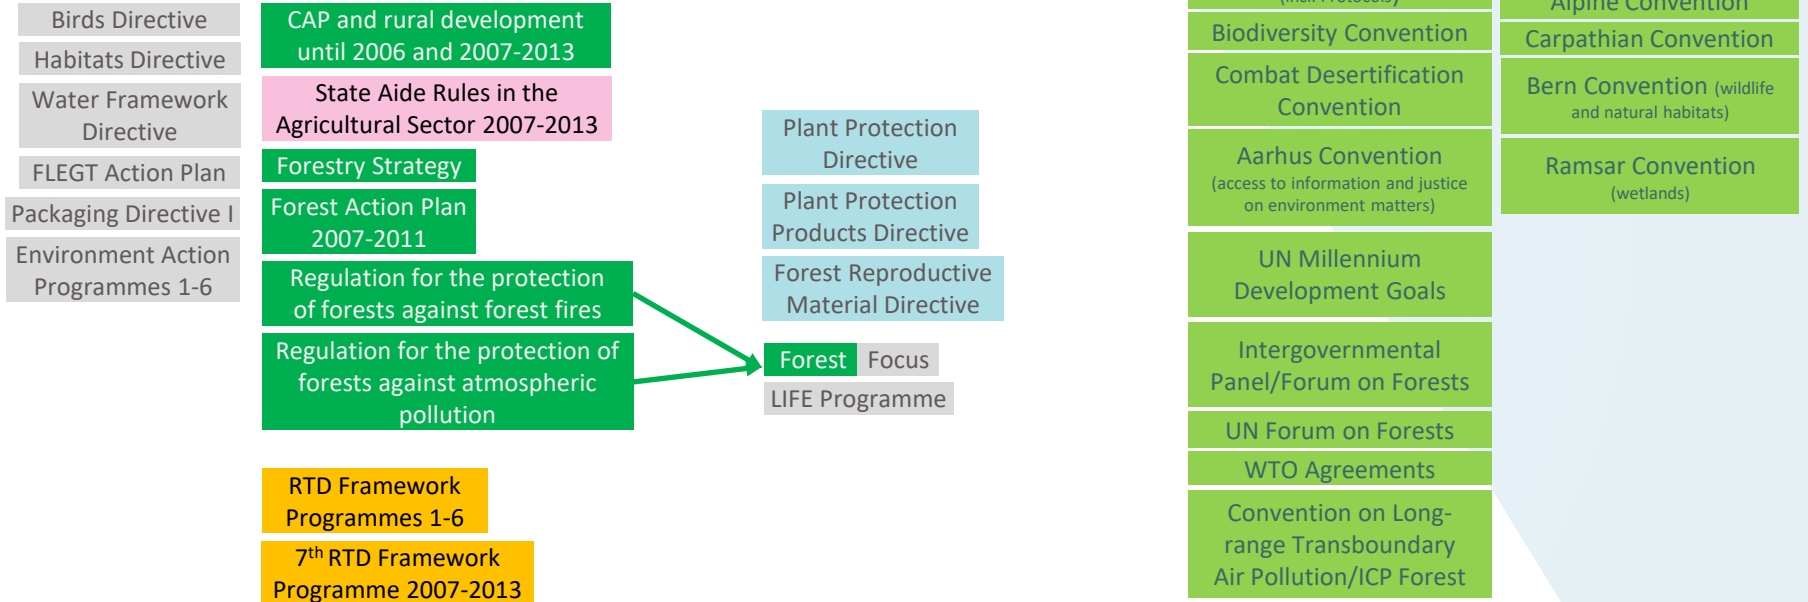 Birds Directive
Habitats Directive
Water Framework
Directive
FLEGT Action Plan
Packaging Directive I
Environment Action
Programmes 1-6
CAP and rural development
until 2006 and 2007-2013
State Aide Rules in the
Agricultural Sector 2007-2013
Forestry Strategy
Forest Action Plan
2007-2011
Regulation for the protection
of forests against forest fires
Regulation for the protection of
forests against atmospheric
pollution
RTD Framework
Programmes 1-6
7th RTD Framework
Programme 2007-2013
Plant Protection
Directive
Plant Protection
Products Directive
Forest Reproductive
Material Directive
Forest Focus
LIFE Programme
(incl. Protocols)
Biodiversity Convention
Combat Desertification
Convention
Aarhus Convention
(access to information and justice
on environment matters)
UN Millennium
Development Goals
Intergovernmental
Panel/Forum on Forests
UN Forum on Forests
WTO Agreements
Convention on Long-
range Transboundary
Air Pollution/ICP Forest
Alpine Convention
Carpathian Convention
Bern Convention (wildlife
and natural habitats)
Ramsar Convention
(wetlands)